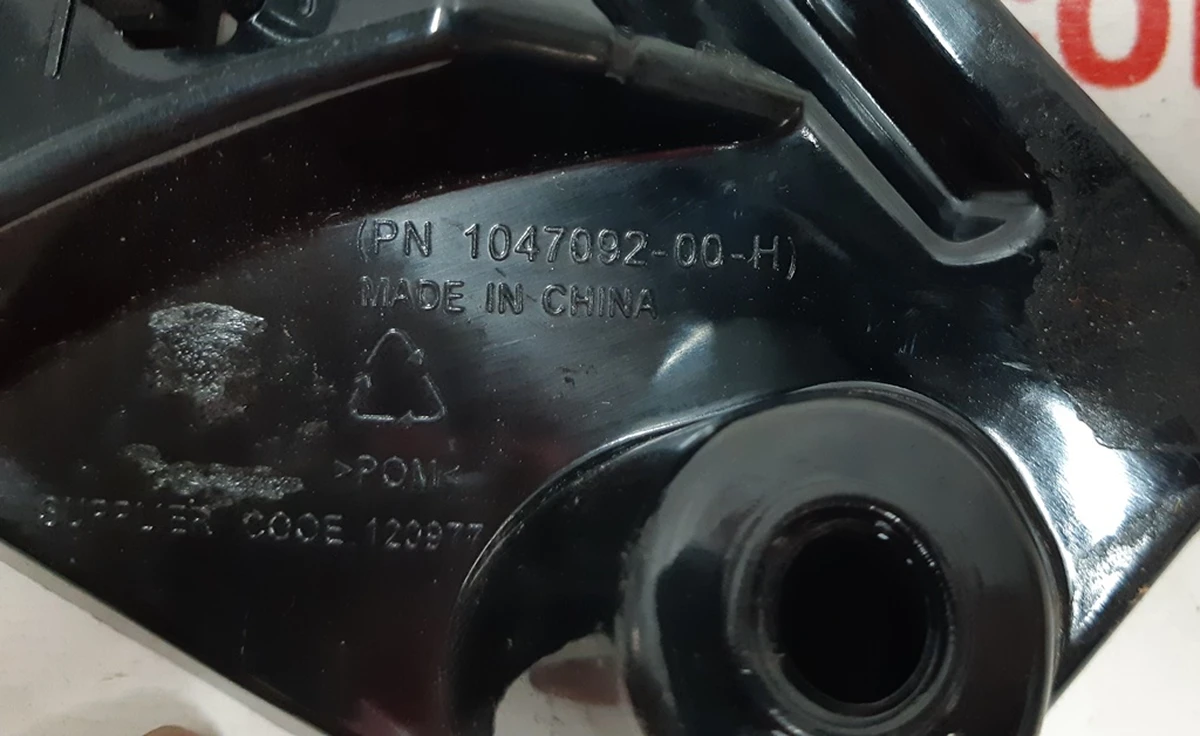 (PN 1047092-00-H)
MADE IN CHINA
>POM<
SUPPLIER CODE 120977